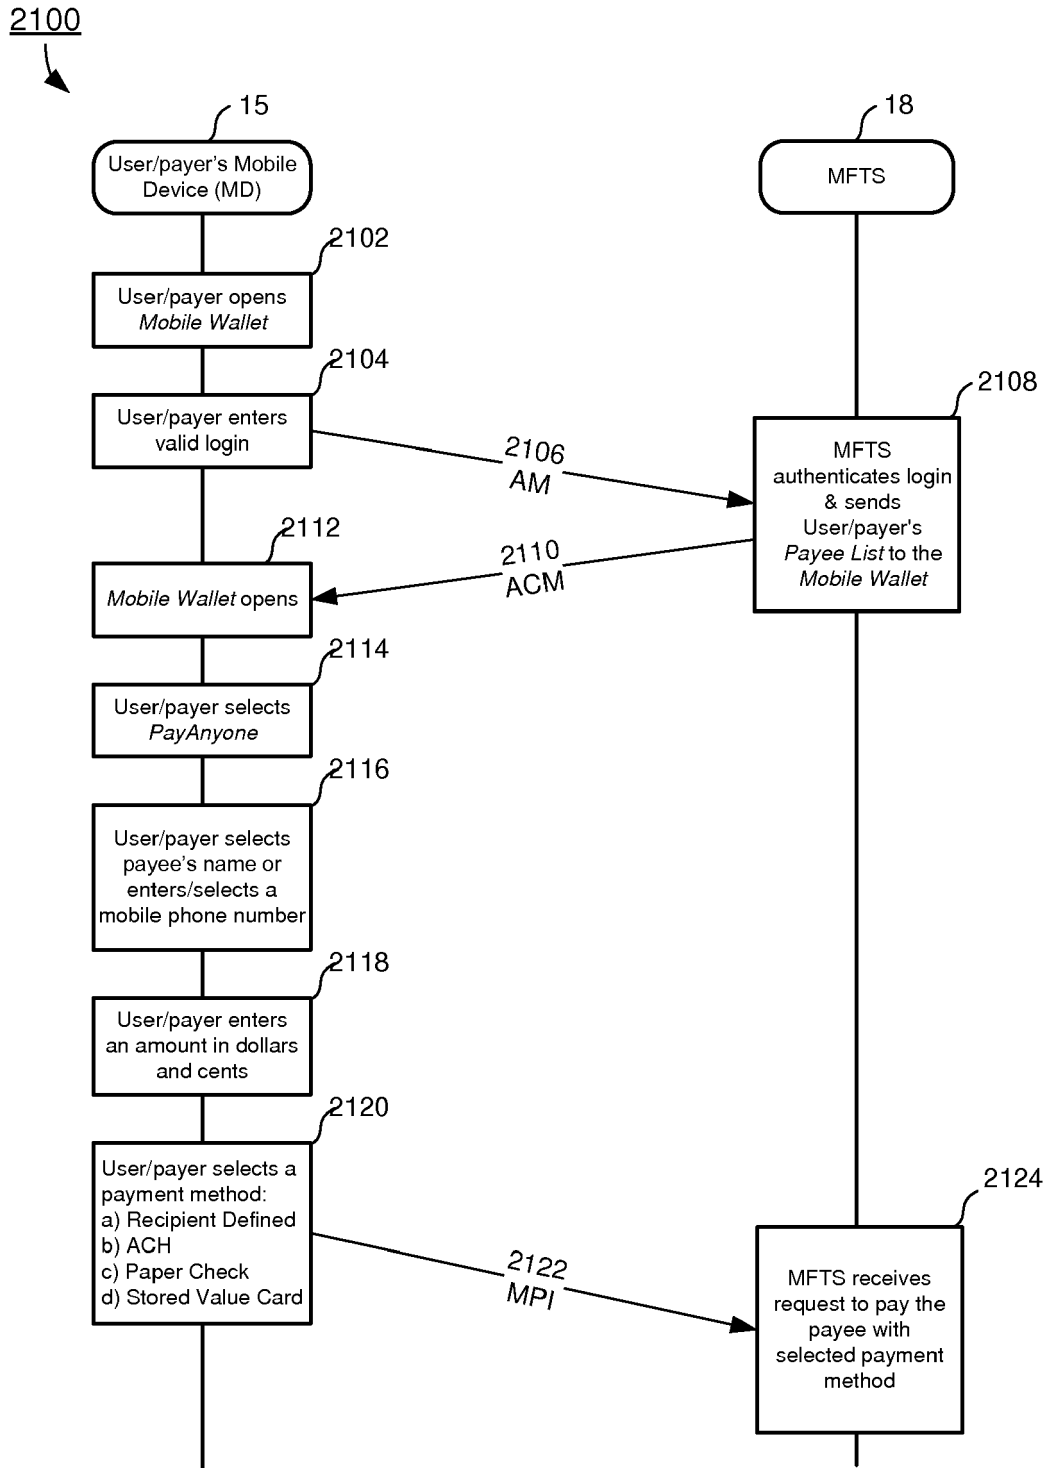 2100
15
User/payer's Mobile
Device (MD)
18
MFTS
2102
User/payer opens
Mobile Wallet
2104
User/payer enters
valid login
2106
AM
2108
MFTS
authenticates login
& sends
User/payer's
Payee List to the
Mobile Wallet
2110
ACM
2112
Mobile Wallet opens
2114
User/payer selects
PayAnyone
2116
User/payer selects
payee's name or
enters/selects a
mobile phone number
2118
User/payer enters
an amount in dollars
and cents
2120
User/payer selects a
payment method:
a) Recipient Defined
b) ACH
c) Paper Check
d) Stored Value Card
2122
MPI
2124
MFTS receives
request to pay the
payee with
selected payment
method